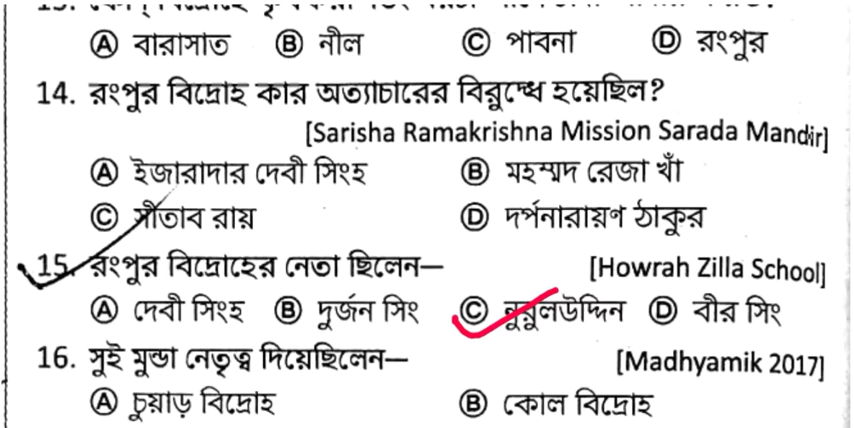 Ⓐ বারাসাত Ⓑ নীল Ⓒ পাবনা Ⓓ রংপুর
14. রংপুর বিদ্রোহ কার অত্যাচারের বিরুদ্ধে হয়েছিল?
[Sarisha Ramakrishna Mission Sarada Mandir]
Ⓐ ইজারাদার দেবী সিংহ Ⓑ মহম্মদ রেজা খাঁ
Ⓒ সীতাব রায় Ⓓ দর্পনারায়ণ ঠাকুর
15. রংপুর বিদ্রোহের নেতা ছিলেন— [Howrah Zilla School]
Ⓐ দেবী সিংহ Ⓑ দুর্জন সিং Ⓒ নুরুলউদ্দিন Ⓓ বীর সিং
16. সুই মুন্ডা নেতৃত্ব দিয়েছিলেন— [Madhyamik 2017]
Ⓐ চুয়াড় বিদ্রোহ Ⓑ কোল বিদ্রোহ